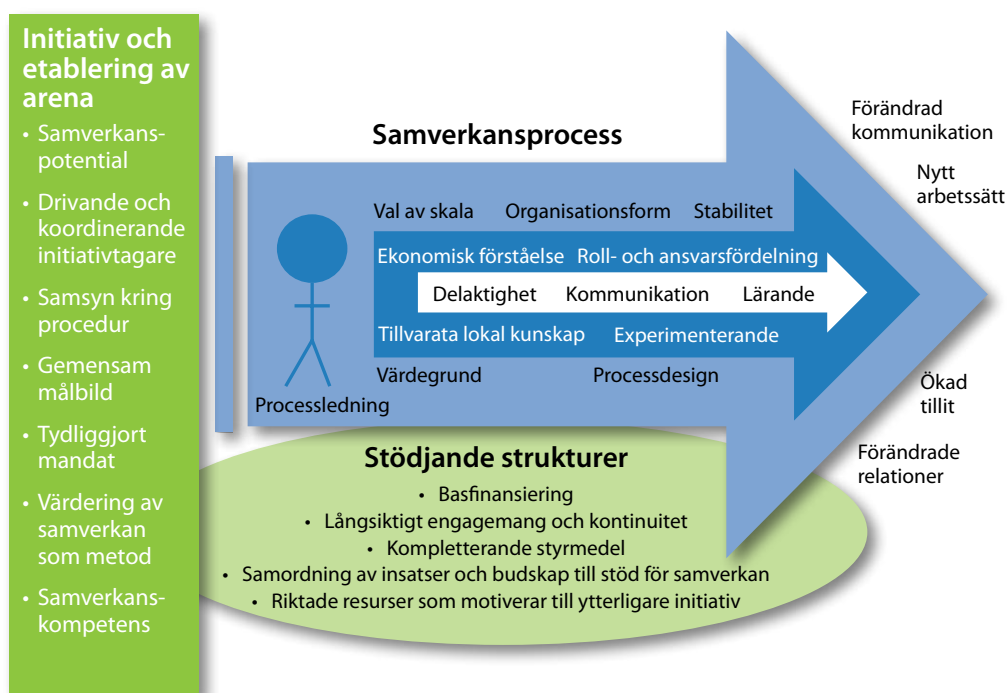 Initiativ och
etablering av
arena
• Samverkans-
potential
• Drivande och
koordinerande
initiativtagare
• Samsyn kring
procedur
• Gemensam
målbild
• Tydliggjort
mandat
• Värdering av
samverkan
som metod
• Samverkans-
kompetens
Samverkansprocess
Val av skala Organisationsform Stabilitet
Ekonomisk förståelse Roll- och ansvarsfördelning
Delaktighet Kommunikation Lärande
Tillvarata lokal kunskap Experimenterande
Värdegrund Processdesign
Processledning
Stödjande strukturer
• Basfinansiering
• Långsiktigt engagemang och kontinuitet
• Kompletterande styrmedel
• Samordning av insatser och budskap till stöd för samverkan
• Riktade resurser som motiverar till ytterligare initiativ
Förändrad
kommunikation
Nytt
arbetssätt
Ökad
tillit
Förändrade
relationer